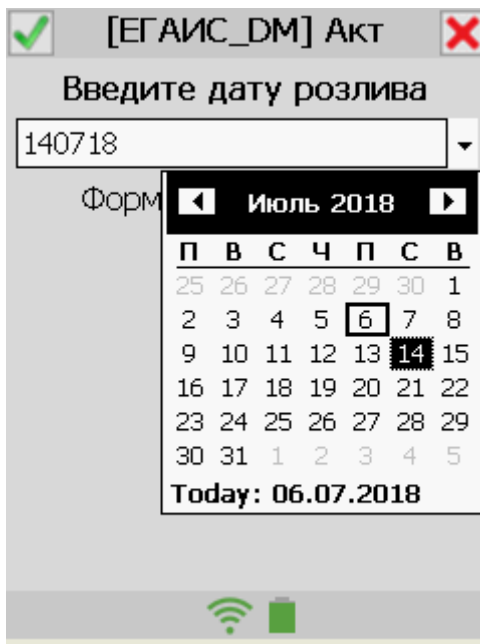 [ЕГАИС_DM] Акт
Введите дату розлива
140718
Форм
Июль 2018
П В С Ч П С В
25 26 27 28 29 30 1
2 3 4 5 6 7 8
9 10 11 12 13 14 15
16 17 18 19 20 21 22
23 24 25 26 27 28 29
30 31 1 2 3 4 5
Today: 06.07.2018